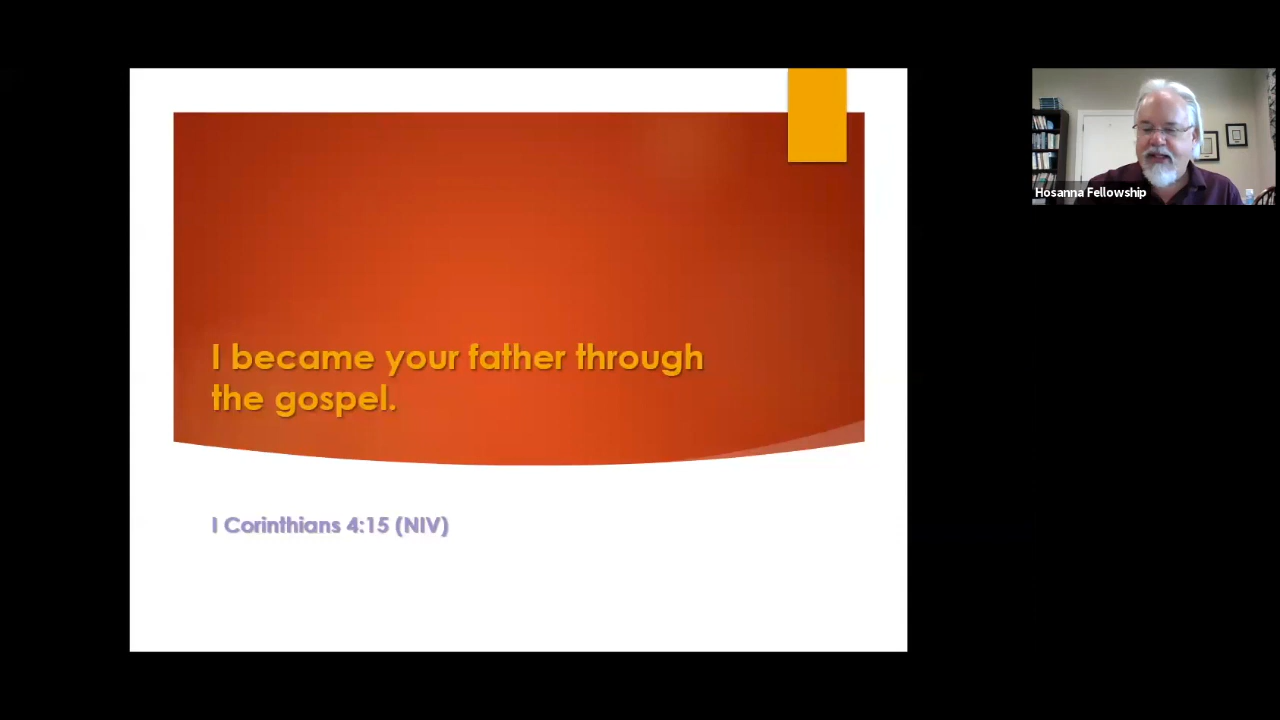 I became your father through
the gospel.
I Corinthians 4:15 (NIV)
Hosanna Fellowship